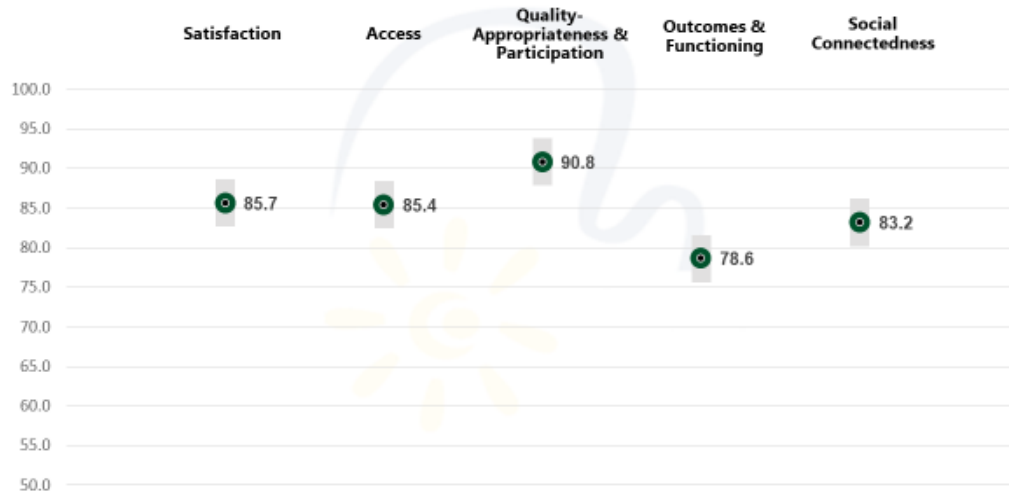 Satisfaction
Access
Quality-
Appropriateness &
Participation
Outcomes &
Functioning
Social
Connectedness
100.0
95.0
90.0
85.0
80.0
75.0
70.0
65.0
60.0
55.0
50.0
85.7
85.4
90.8
78.6
83.2